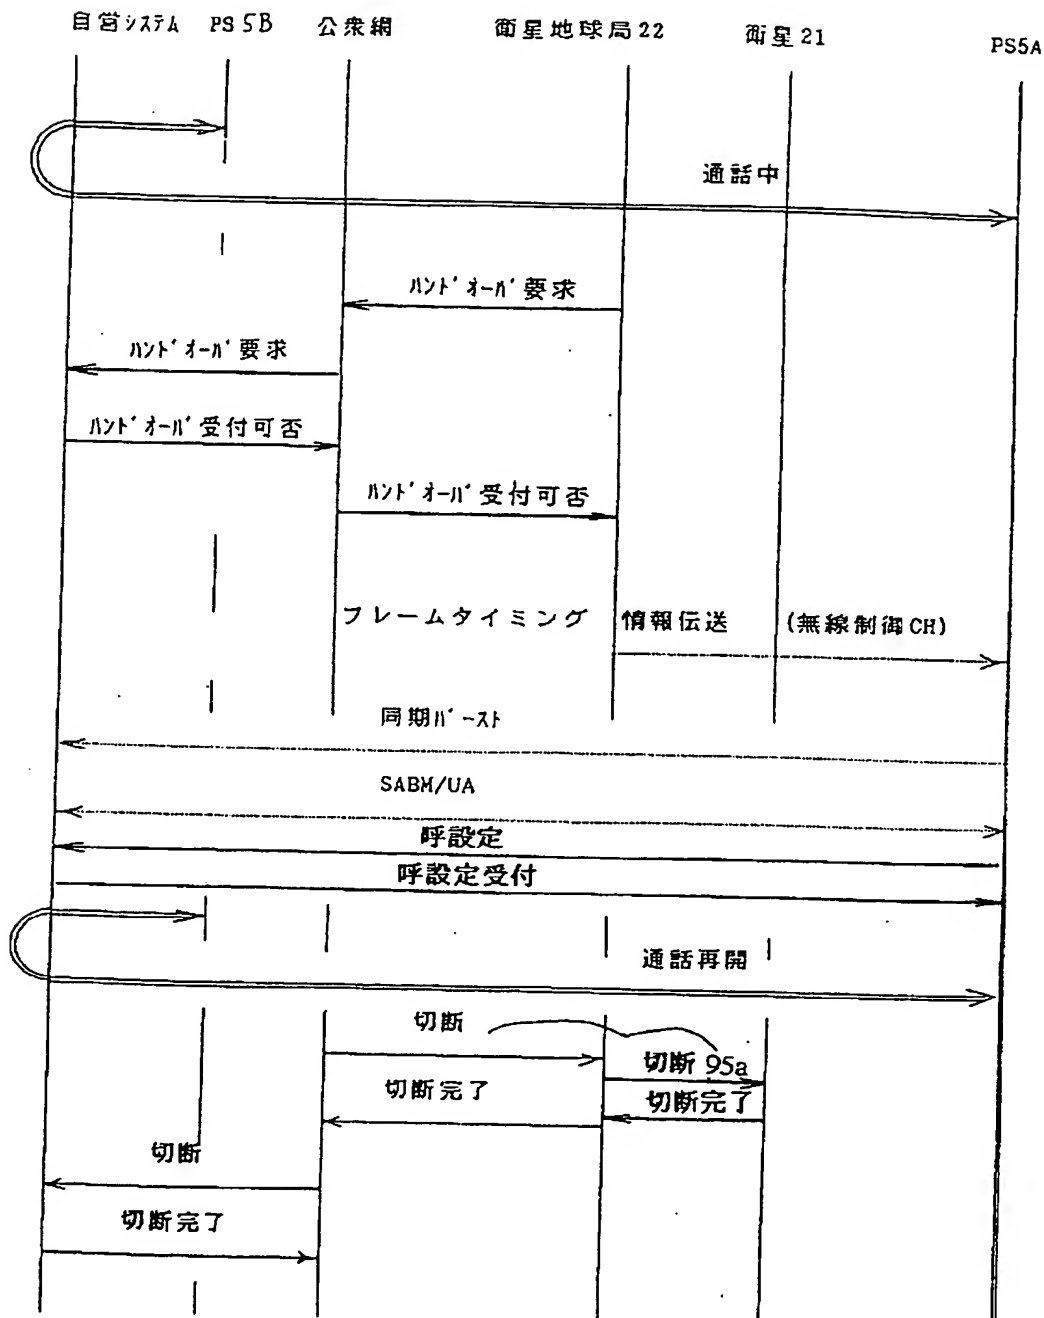 自営システム PS5B 公衆網 衛星地球局22 衛星21 PS5A
通話中
ハンドオーバ要求
ハンドオーバ要求
ハンドオーバ受付可否
ハンドオーバ受付可否
フレームタイミング 情報伝送 (無線制御CH)
同期バースト
SABM/UA
呼設定
呼設定受付
通話再開
切断
切断 95a
切断完了
切断完了
切断
切断完了